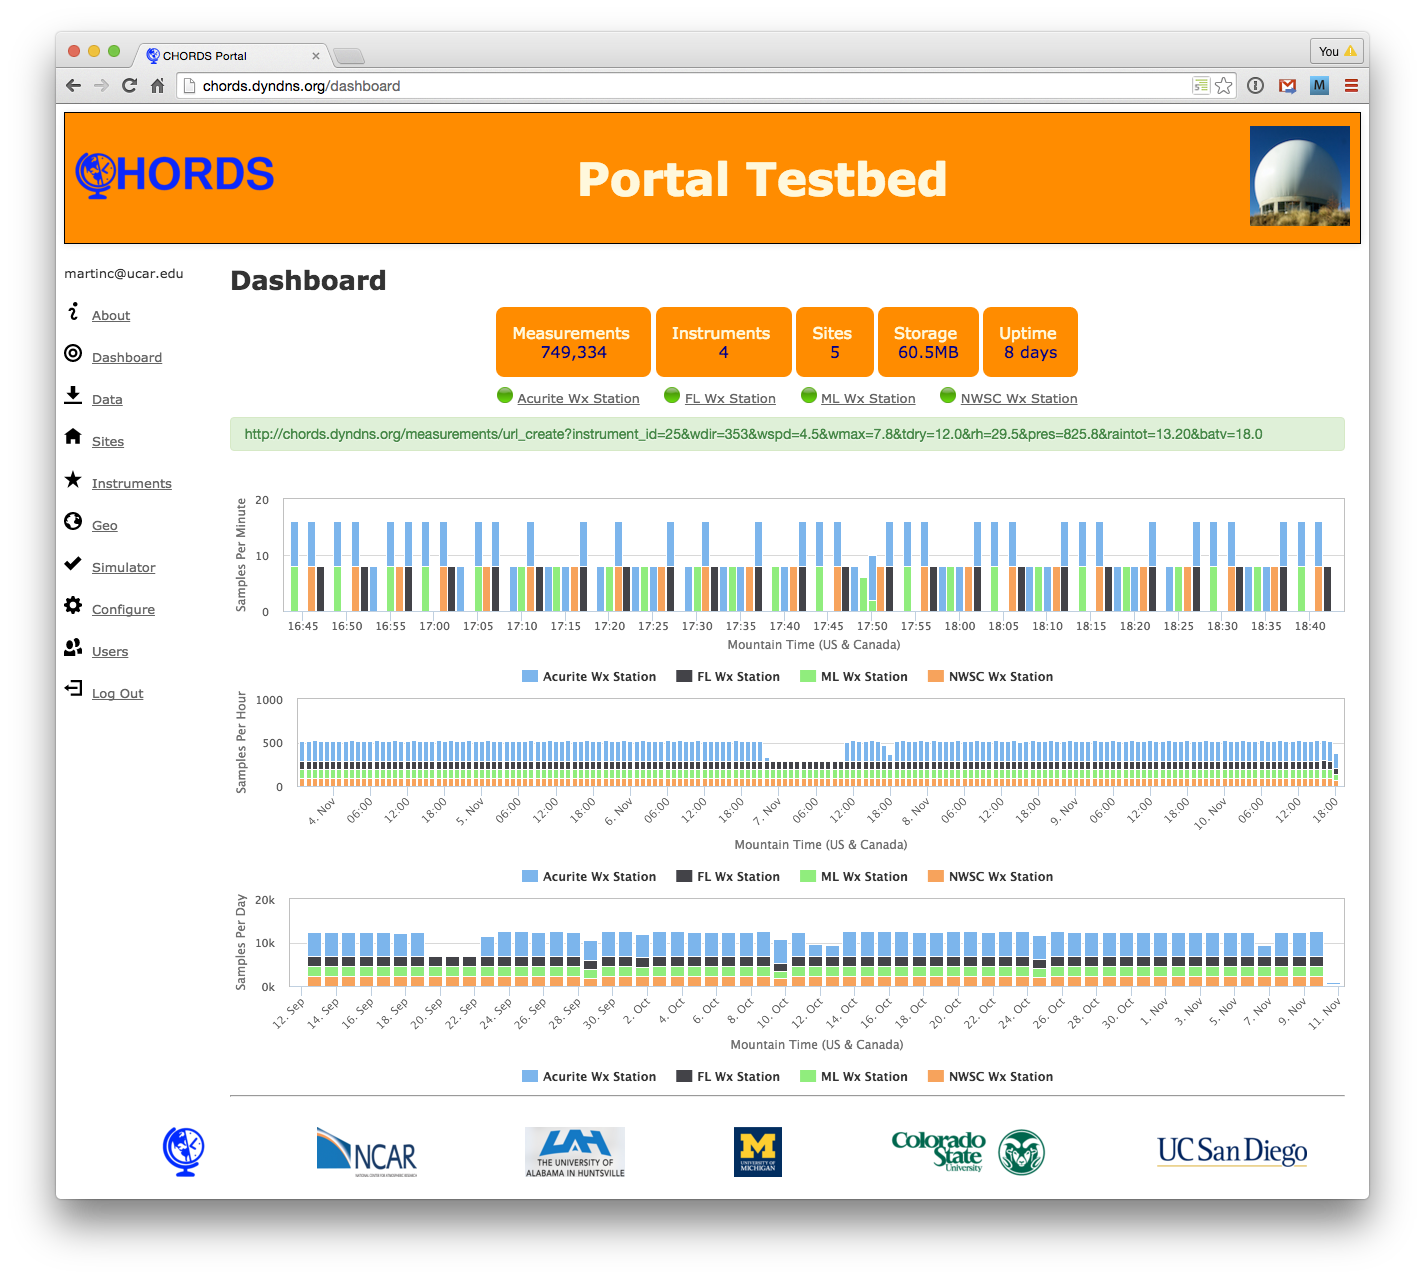 CHORDS Portal
You
chords.dyndns.org/dashboard
M
CHORDS
Portal Testbed
martinc@ucar.edu
About
Dashboard
Data
Sites
Instruments
Geo
Simulator
Configure
Users
Log Out
Dashboard
Measurements
749,334
Instruments
4
Sites
5
Storage
60.5MB
Uptime
8 days
Acurite Wx Station FL Wx Station ML Wx Station NWSC Wx Station
http://chords.dyndns.org/measurements/url_create?instrument_id=25&wdir=353&wspd=4.5&wmax=7.8&tdry=12.0&rh=29.5&pres=825.8&raintot=13.20&batv=18.0
Samples Per Minute
20
10
0
16:45 16:50 16:55 17:00 17:05 17:10 17:15 17:20 17:25 17:30 17:35 17:40 17:45 17:50 17:55 18:00 18:05 18:10 18:15 18:20 18:25 18:30 18:35 18:40
Mountain Time (US & Canada)
Acurite Wx Station FL Wx Station ML Wx Station NWSC Wx Station
Samples Per Hour
1000
500
0
4. Nov 06:00 12:00 18:00 5. Nov 06:00 12:00 18:00 6. Nov 06:00 12:00 18:00 7. Nov 06:00 12:00 18:00 8. Nov 06:00 12:00 18:00 9. Nov 06:00 12:00 18:00 10. Nov 06:00 12:00 18:00
Mountain Time (US & Canada)
Acurite Wx Station FL Wx Station ML Wx Station NWSC Wx Station
Samples Per Day
20k
10k
0k
12. Sep 14. Sep 16. Sep 18. Sep 20. Sep 22. Sep 24. Sep 26. Sep 28. Sep 30. Sep 2. Oct 4. Oct 6. Oct 8. Oct 10. Oct 12. Oct 14. Oct 16. Oct 18. Oct 20. Oct 22. Oct 24. Oct 26. Oct 28. Oct 30. Oct 1. Nov 3. Nov 5. Nov 7. Nov 9. Nov 11. Nov
Mountain Time (US & Canada)
Acurite Wx Station FL Wx Station ML Wx Station NWSC Wx Station
NCAR
NATIONAL CENTER FOR ATMOSPHERIC RESEARCH
UAH
THE UNIVERSITY OF
ALABAMA IN HUNTSVILLE
M
UNIVERSITY OF
MICHIGAN
Colorado
State
University
UC San Diego